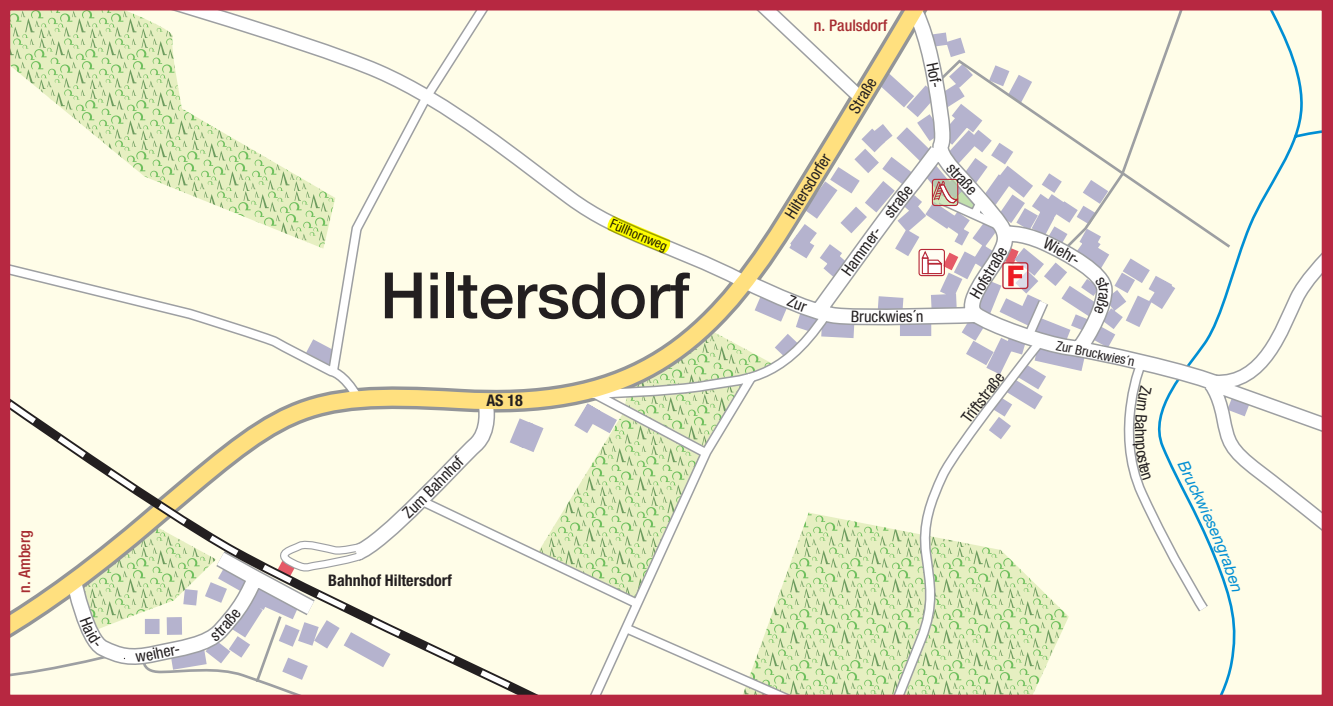 n. Paulsdorf
Hof-
straße
Hiltersdorfer
Straße
Füllhornweg
Hammer-
straße
Wiehr-
straße
Hofstraße
F
Hiltersdorf
Zur
Bruckwies´n
Zur Bruckwies´n
AS 18
Triftstraße
Zum Bahnposten
Zum Bahnhof
Bruckwiesengraben
n. Amberg
Bahnhof Hiltersdorf
Haid-
weiher-
straße